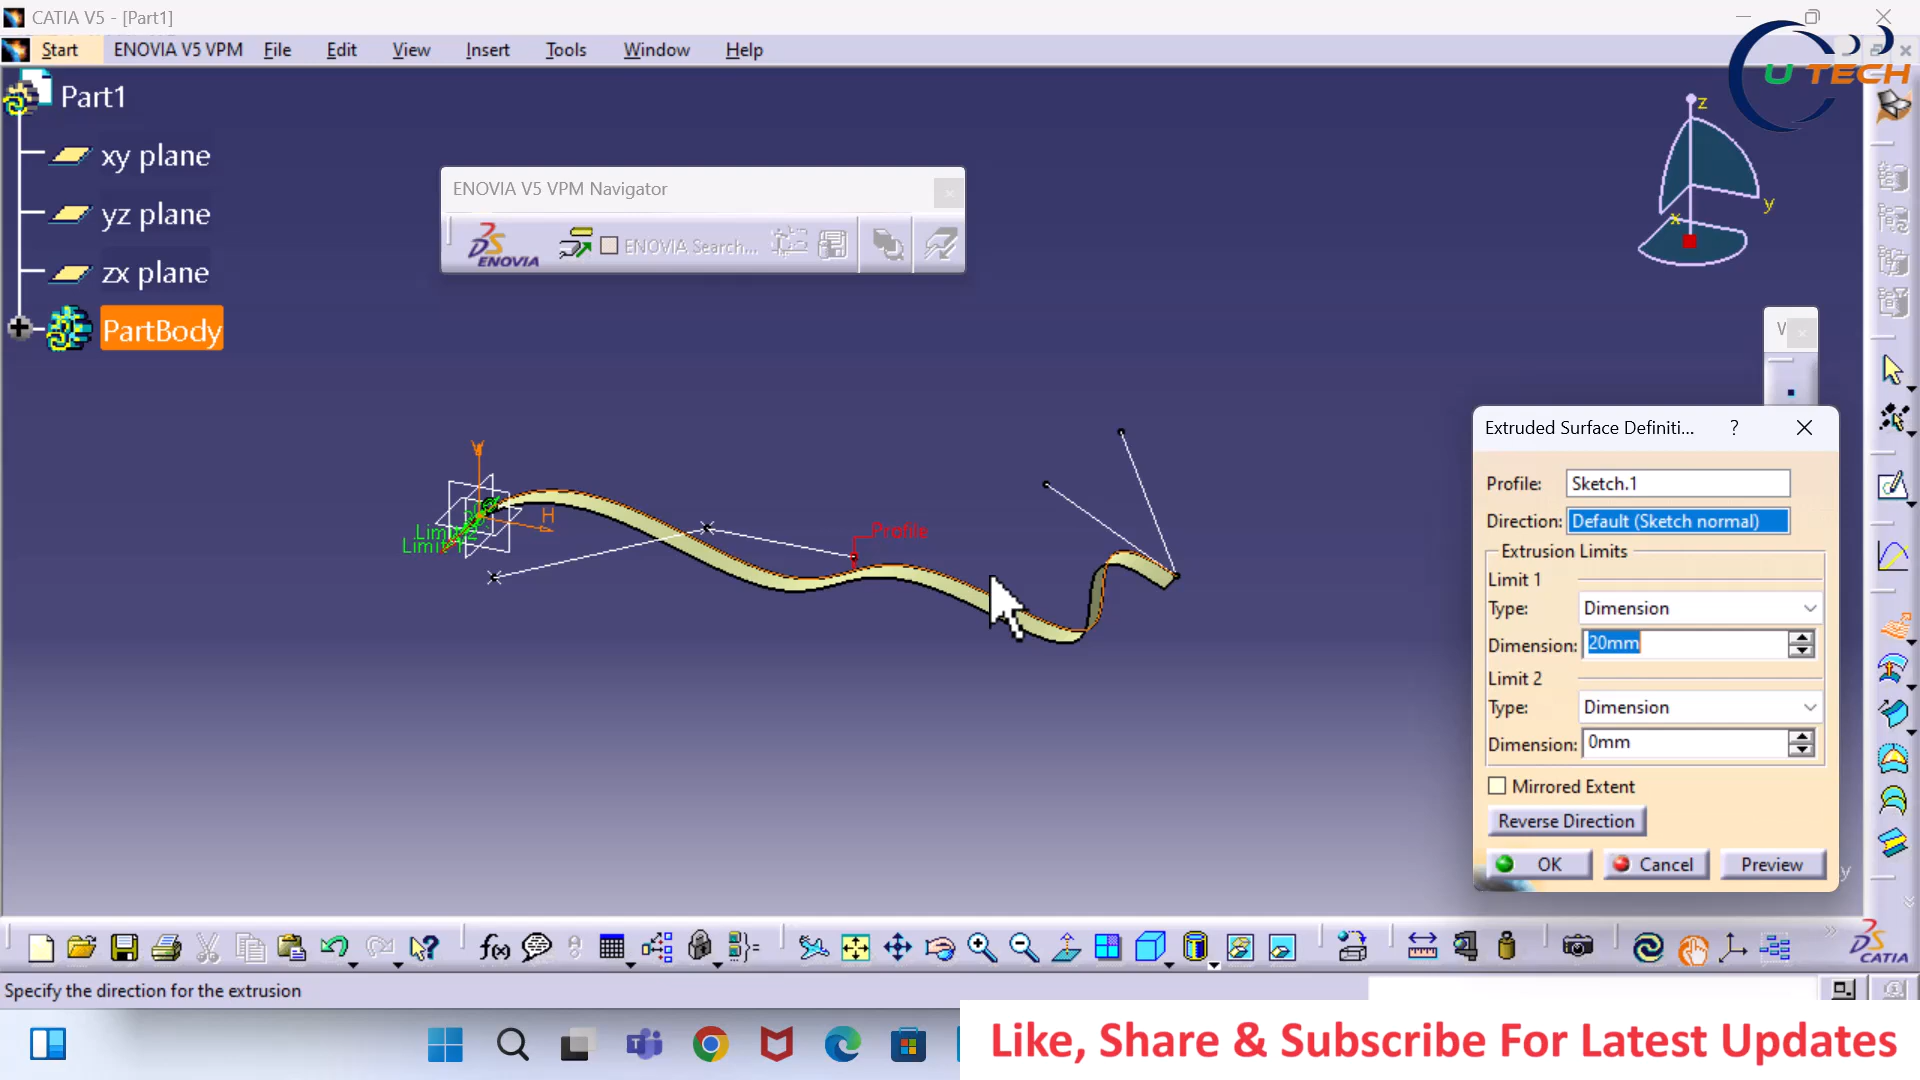 CATIA V5 - [Part1]
Start ENOVIA V5 VPM File Edit View Insert Tools Window Help
U TECH
Part1
xy plane
yz plane
zx plane
PartBody
ENOVIA V5 VPM Navigator
ENOVIA
ENOVIA Search...
z
y
x
V
V
H
Profile
Extruded Surface Definiti... ?
Profile: Sketch.1
Direction: Default (Sketch normal)
Extrusion Limits
Limit 1
Type: Dimension
Dimension: 20mm
Limit 2
Type: Dimension
Dimension: 0mm
Mirrored Extent
Reverse Direction
OK Cancel Preview
y
f(x)
CATIA
Specify the direction for the extrusion
Like, Share & Subscribe For Latest Updates